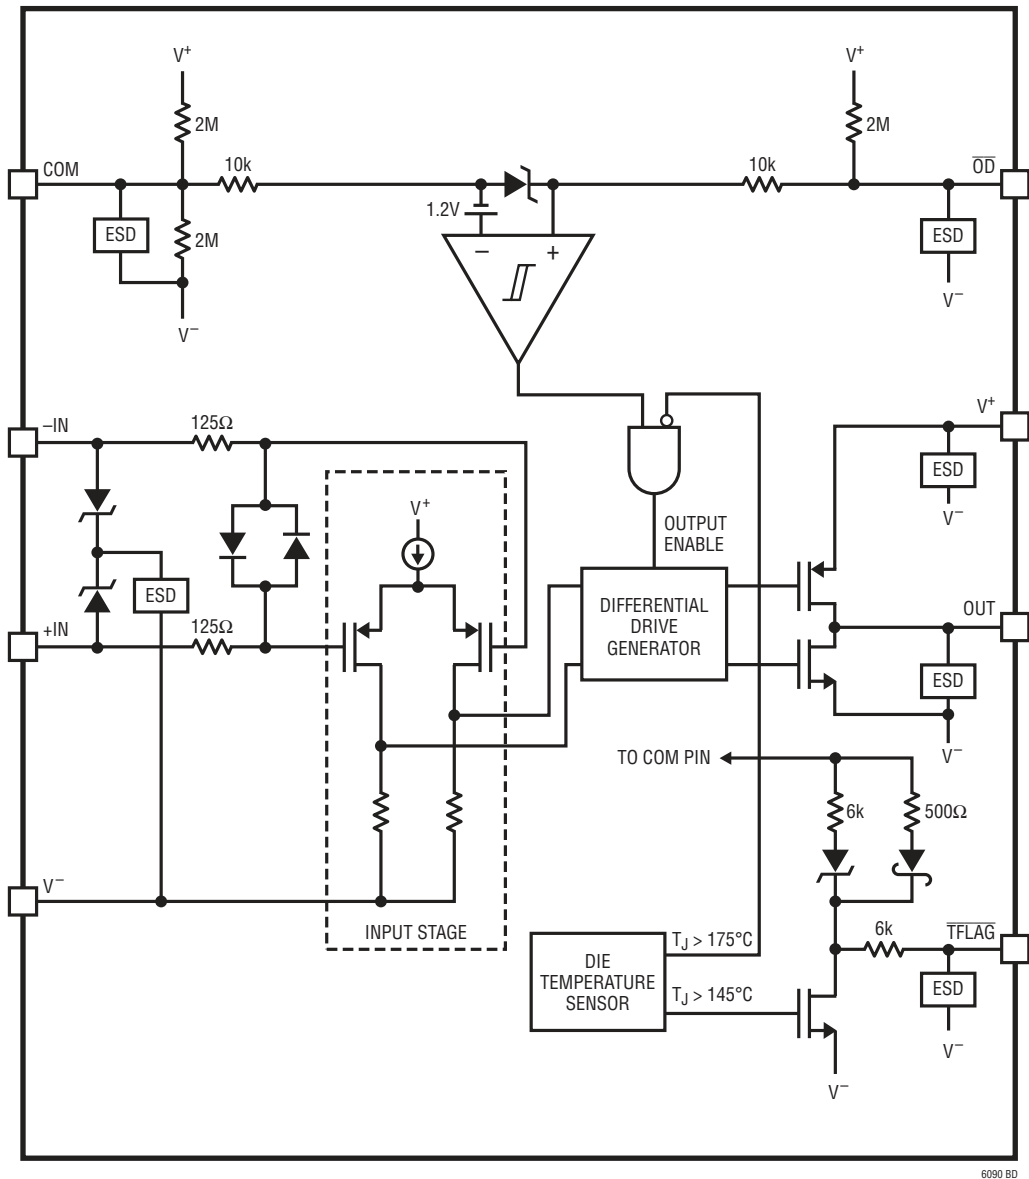 V⁺
V⁺
2M
2M
COM
10k
10k
O̅D̅
1.2V
ESD
2M
ESD
–
+
V⁻
V⁻
–IN
125Ω
V⁺
ESD
V⁺
V⁻
OUTPUT
ENABLE
ESD
DIFFERENTIAL
DRIVE
GENERATOR
OUT
+IN
125Ω
ESD
V⁻
TO COM PIN
6k
500Ω
V⁻
INPUT STAGE
6k
T̅F̅L̅A̅G̅
DIE
TEMPERATURE
SENSOR
TJ > 175°C
TJ > 145°C
ESD
V⁻
V⁻
6090 BD